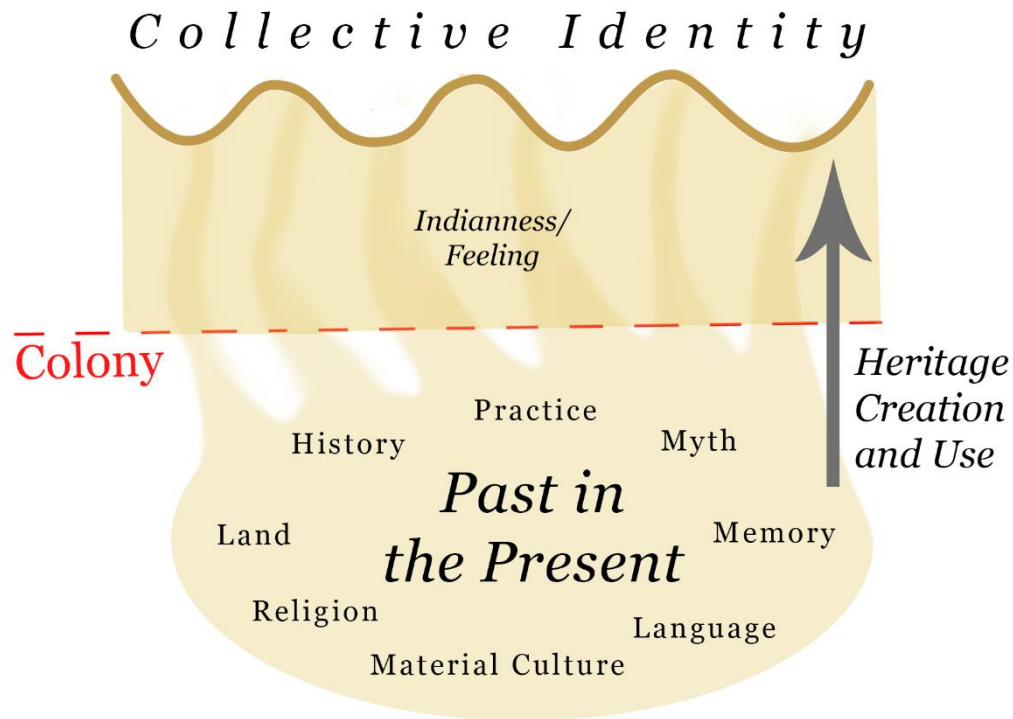 Collective Identity
Indianness/
Feeling
Colony
Heritage
Creation
and Use
Practice
History
Myth
Past in
the Present
Land
Memory
Religion
Language
Material Culture